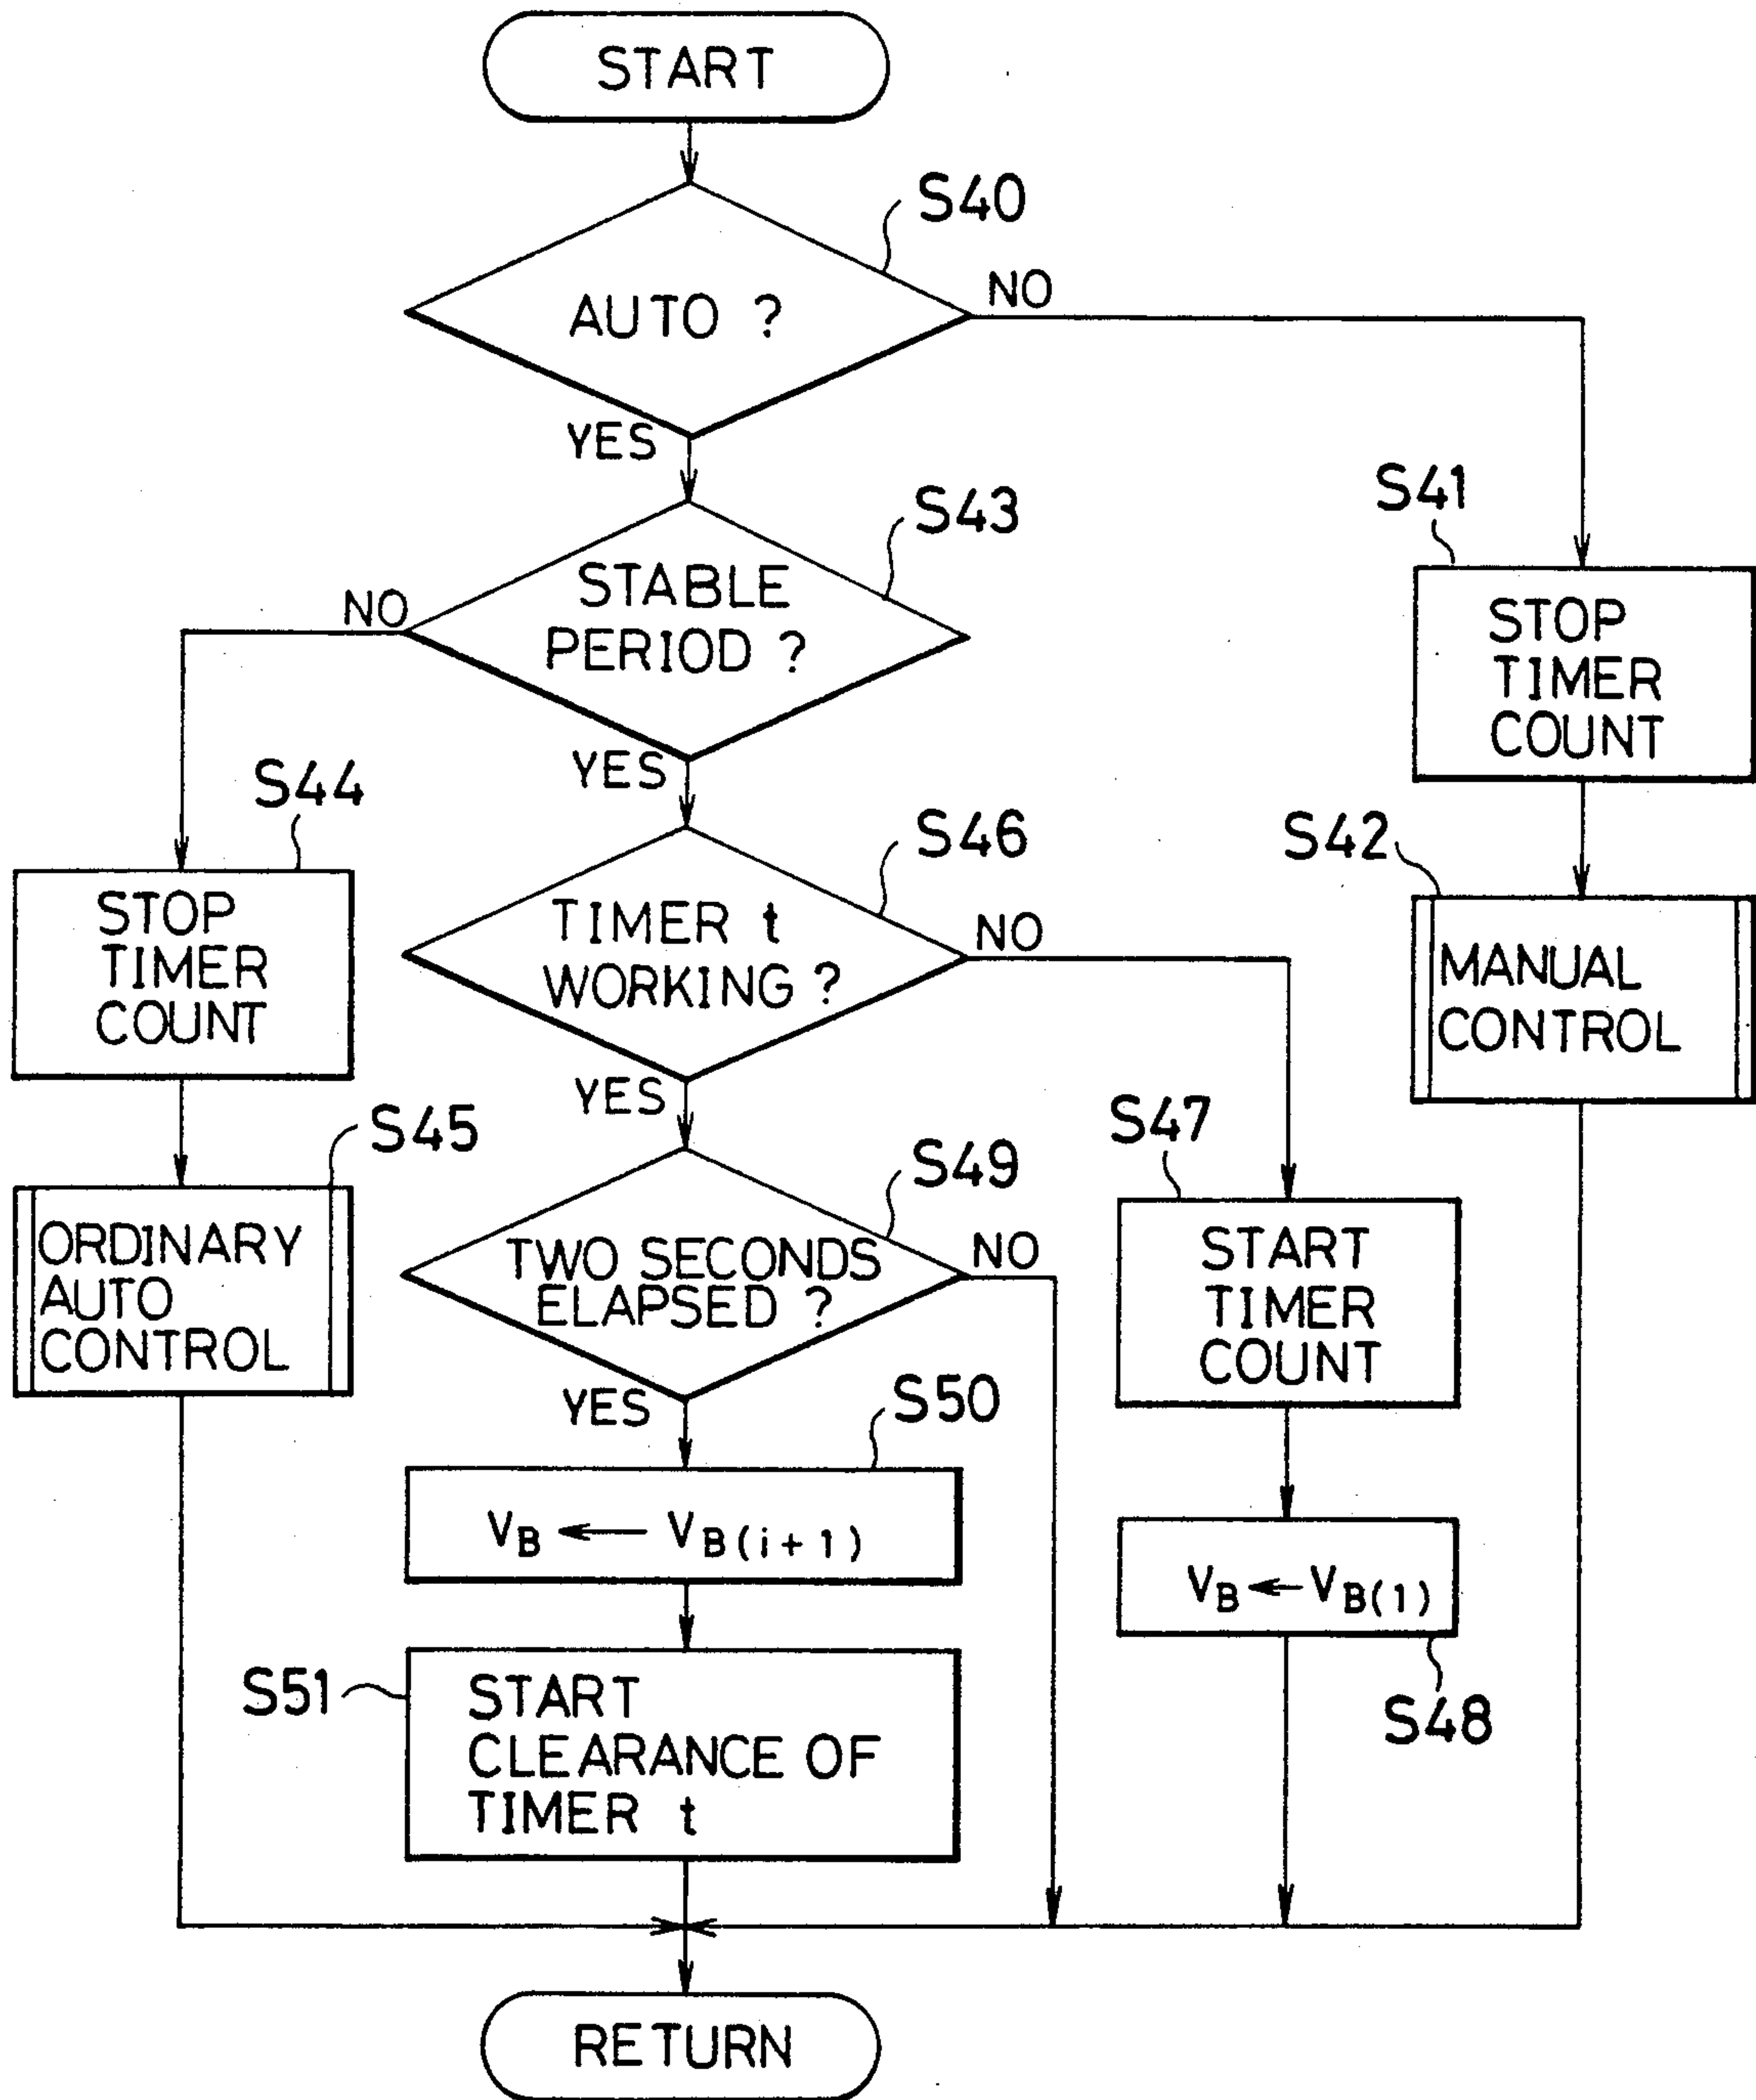 START
S40
AUTO ?
NO
YES
S43
STABLE
PERIOD ?
NO
YES
S41
STOP
TIMER
COUNT
S44
STOP
TIMER
COUNT
S46
TIMER t
WORKING ?
NO
YES
S42
MANUAL
CONTROL
S45
ORDINARY
AUTO
CONTROL
S49
TWO SECONDS
ELAPSED ?
NO
YES
S47
START
TIMER
COUNT
S50
VB ← VB(i+1)
VB ← VB(1)
S48
S51
START
CLEARANCE OF
TIMER t
RETURN